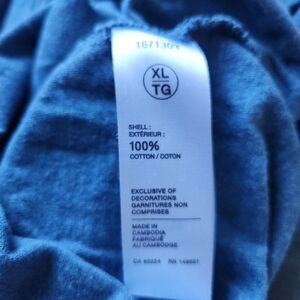 1671303
XL
TG
SHELL :
EXTÉRIEUR :
100%
COTTON / COTON
EXCLUSIVE OF
DECORATIONS
GARNITURES NON
COMPRISES
MADE IN
CAMBODIA
FABRIQUÉ
AU CAMBODGE
CA RN